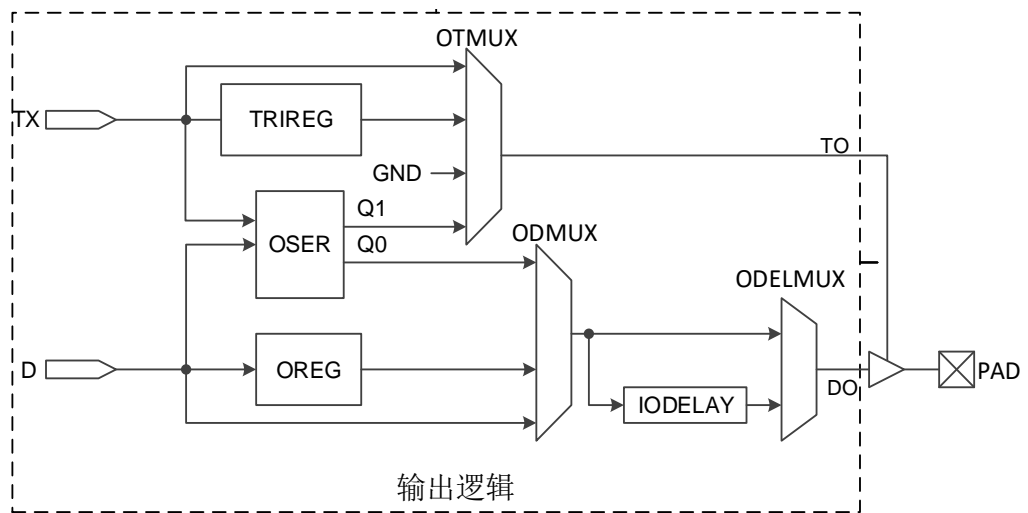 OTMUX
TX
TRIREG
TO
GND
Q1
OSER
Q0
ODMUX
ODELMUX
D
OREG
DO
PAD
IODELAY
输出逻辑